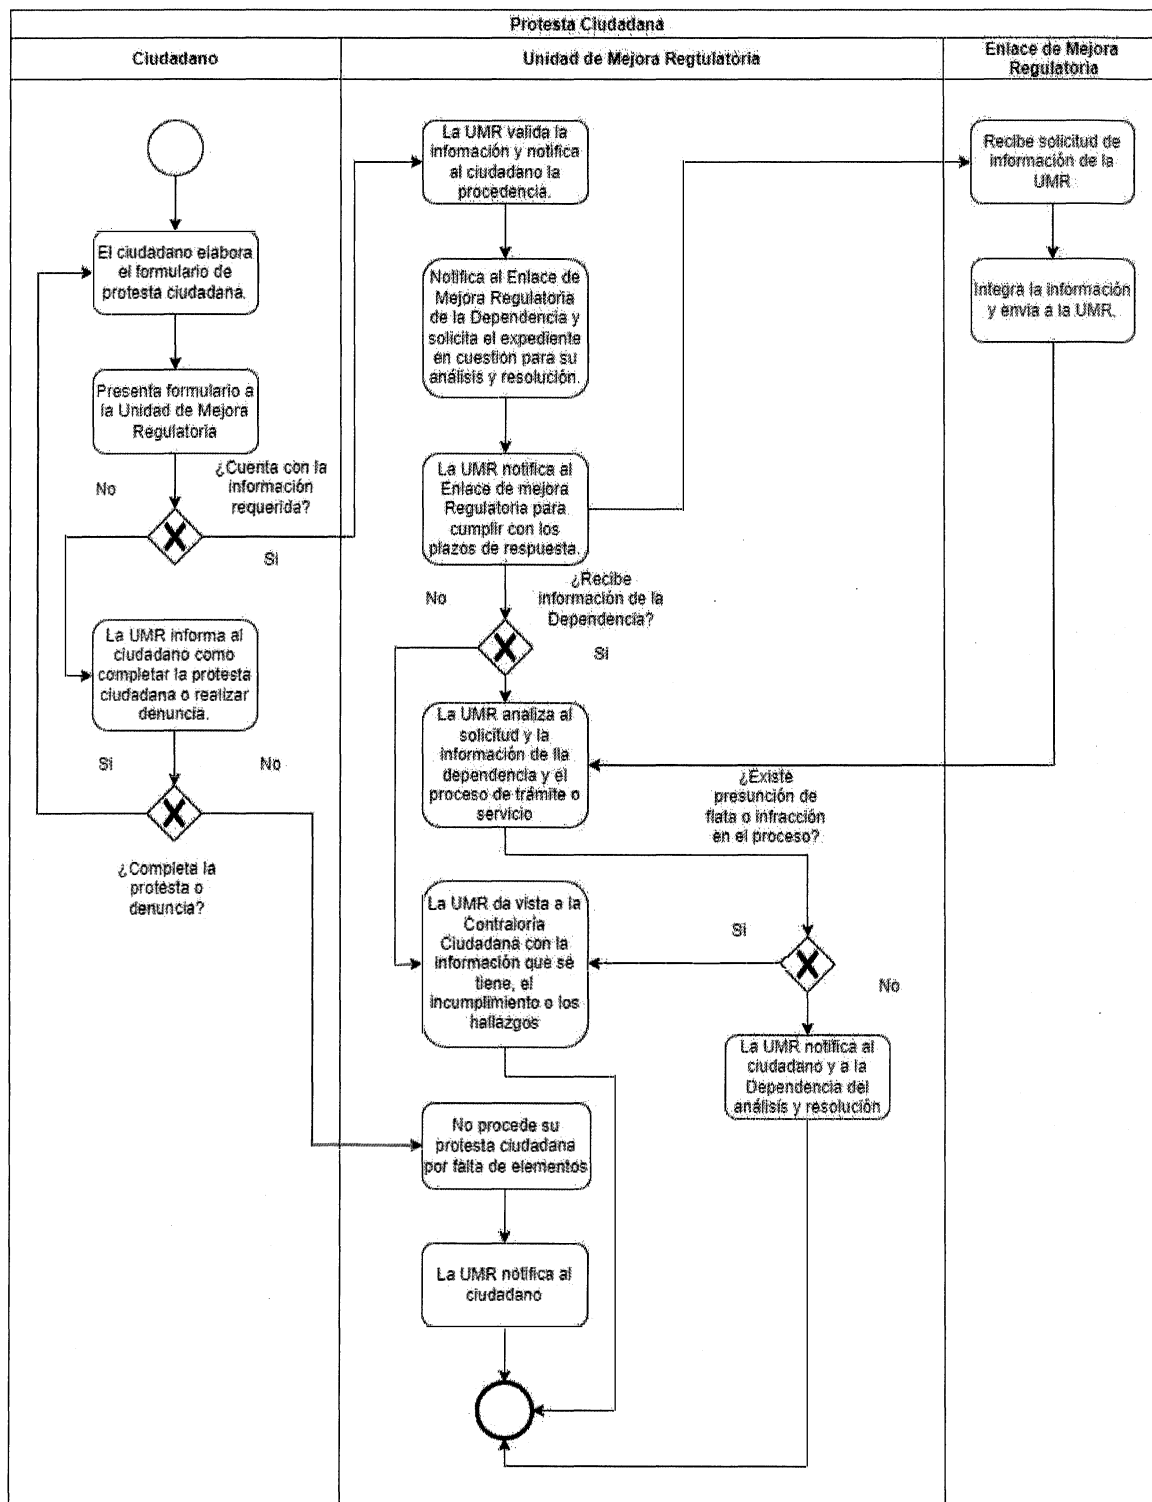 Protesta Ciudadana
Ciudadano
Unidad de Mejora Regtulatoria
Enlace de Mejora
Regulatoria
El ciudadano elabora
el formulario de
protesta ciudadana.
Presenta formulario a
la Unidad de Mejora
Regulatoria
¿Cuenta con la
información
requerida?
No
Si
La UMR informa al
ciudadano como
completar la protesta
ciudadana o realizar
denuncia.
Si
No
¿Completa la
protesta o
denuncia?
La UMR valida la
infomación y notifica
al ciudadano la
procedencia.
Notifica al Enlace de
Mejora Regulatoria
de la Dependencia y
solicita el expediente
en cuestión para su
análisis y resolución.
La UMR notifica al
Enlace de mejora
Regulatoria para
cumplir con los
plazos de respuesta.
¿Recibe
información de la
Dependencia?
No
Si
La UMR analiza al
solicitud y la
información de lla
dependencia y el
proceso de trámite o
servicio
¿Existe
presunción de
flata o infracción
en el proceso?
La UMR da vista a la
Contraloría
Ciudadana con la
información que se
tiene, el
incumplimiento o los
hallazgos
Si
No
La UMR notifica al
ciudadano y a la
Dependencia del
análisis y resolución
No procede su
protesta ciudadana
por falta de elementos
La UMR notifica al
ciudadano
Recibe solicitud de
información de la
UMR
Integra la información
y envia a la UMR.